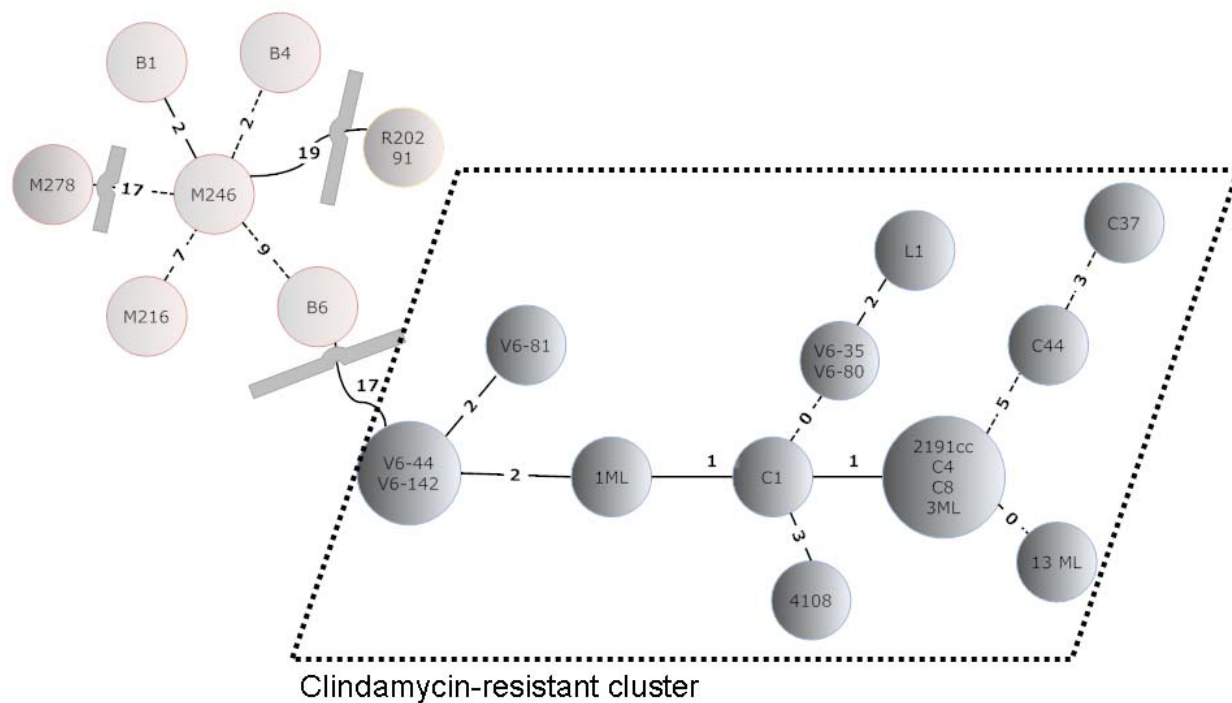 B1
B4
2
2
R202
91
19
M278
17
M246
7
9
M216
B6
17
C37
L1
3
2
V6-81
V6-35
V6-80
C44
2
0
5
V6-44
V6-142
2
1ML
1
C1
1
2191cc
C4
C8
3ML
3
0
4108
13 ML
Clindamycin-resistant cluster